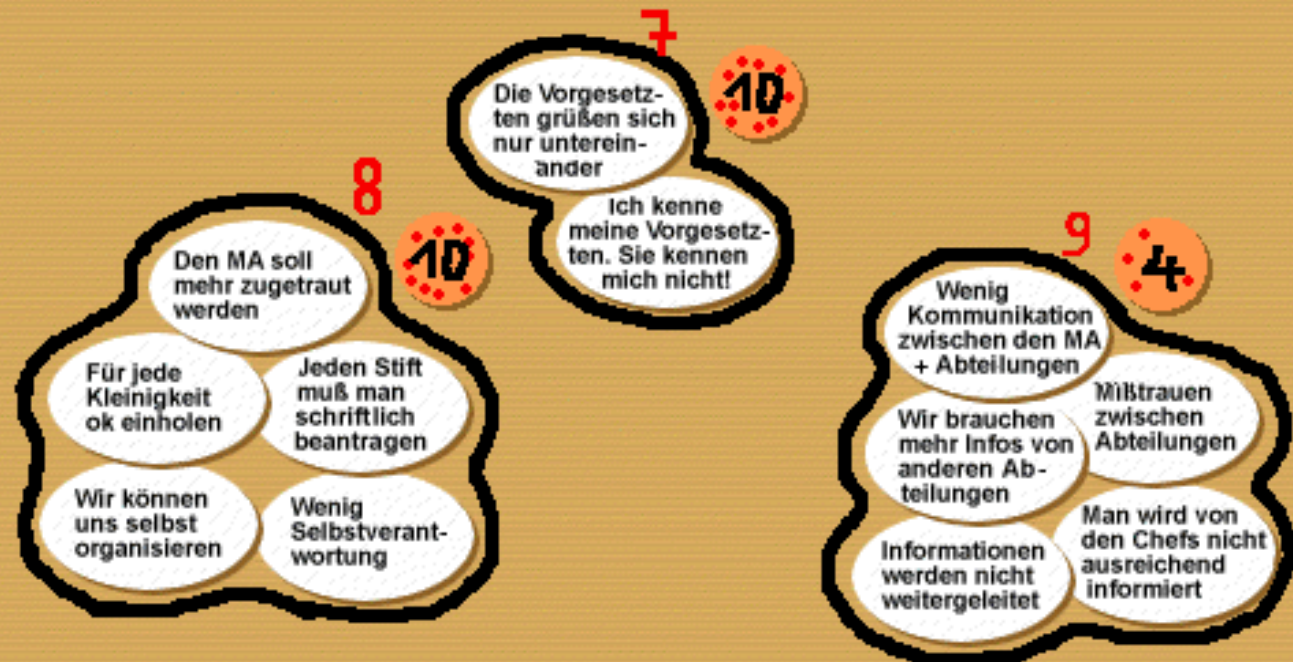 7
10
Die Vorgesetz-
ten grüßen sich
nur unterein-
ander
Ich kenne
meine Vorgesetz-
ten. Sie kennen
mich nicht!
8
10
Den MA soll
mehr zugetraut
werden
Für jede
Kleinigkeit
ok einholen
Jeden Stift
muß man
schriftlich
beantragen
Wir können
uns selbst
organisieren
Wenig
Selbstverant-
wortung
9
4
Wenig
Kommunikation
zwischen den MA
+ Abteilungen
Mißtrauen
zwischen
Abteilungen
Wir brauchen
mehr Infos von
anderen Ab-
teilungen
Man wird von
den Chefs nicht
ausreichend
informiert
Informationen
werden nicht
weitergeleitet